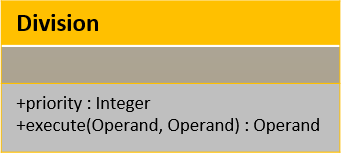 Division
+priority : Integer
+execute(Operand, Operand) : Operand